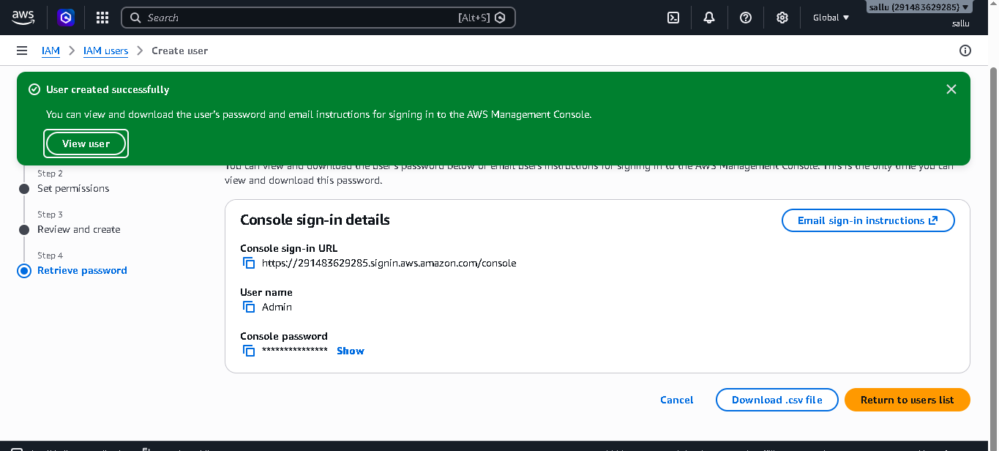 aws
Search [Alt+S]
Global
sallu (291483629285)
sallu
IAM
IAM users
Create user
User created successfully
You can view and download the user's password and email instructions for signing in to the AWS Management Console.
View user
Step 2
Set permissions
Step 3
Review and create
Step 4
Retrieve password
You can view and download the user's password below or email users instructions for signing in to the AWS Management Console. This is the only time you can
view and download this password.
Console sign-in details
Email sign-in instructions
Console sign-in URL
https://291483629285.signin.aws.amazon.com/console
User name
Admin
Console password
*************** Show
Cancel
Download .csv file
Return to users list